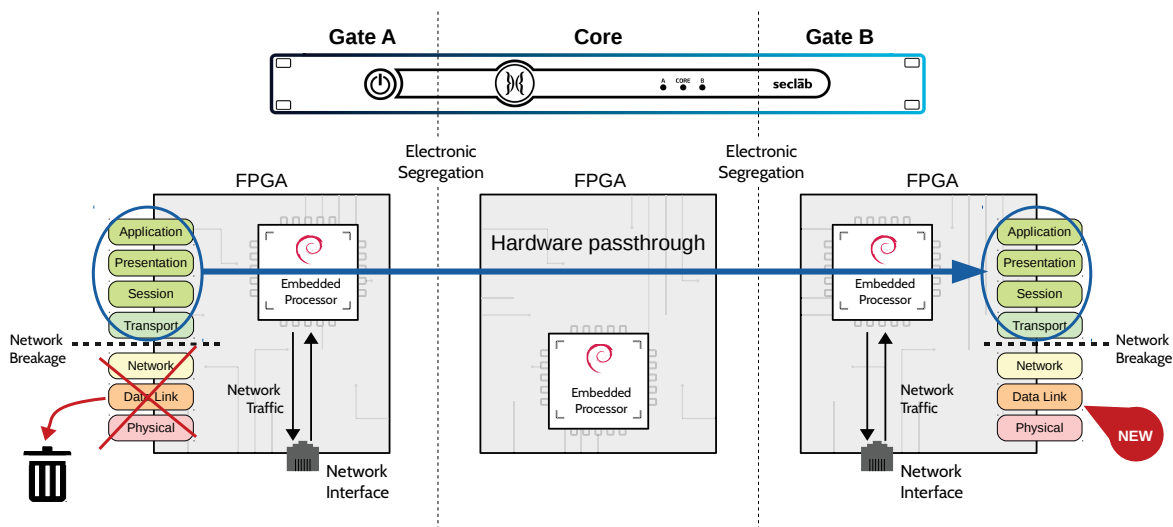 Gate A
Core
Gate B
A
CORE
B
seclāb
Electronic
Segregation
Electronic
Segregation
FPGA
FPGA
FPGA
Application
Presentation
Session
Transport
Network
Data Link
Physical
Network
Breakage
Embedded
Processor
Network
Traffic
Network
Interface
Hardware passthrough
Embedded
Processor
Embedded
Processor
Network
Traffic
Network
Interface
Application
Presentation
Session
Transport
Network
Data Link
Physical
Network
Breakage
NEW